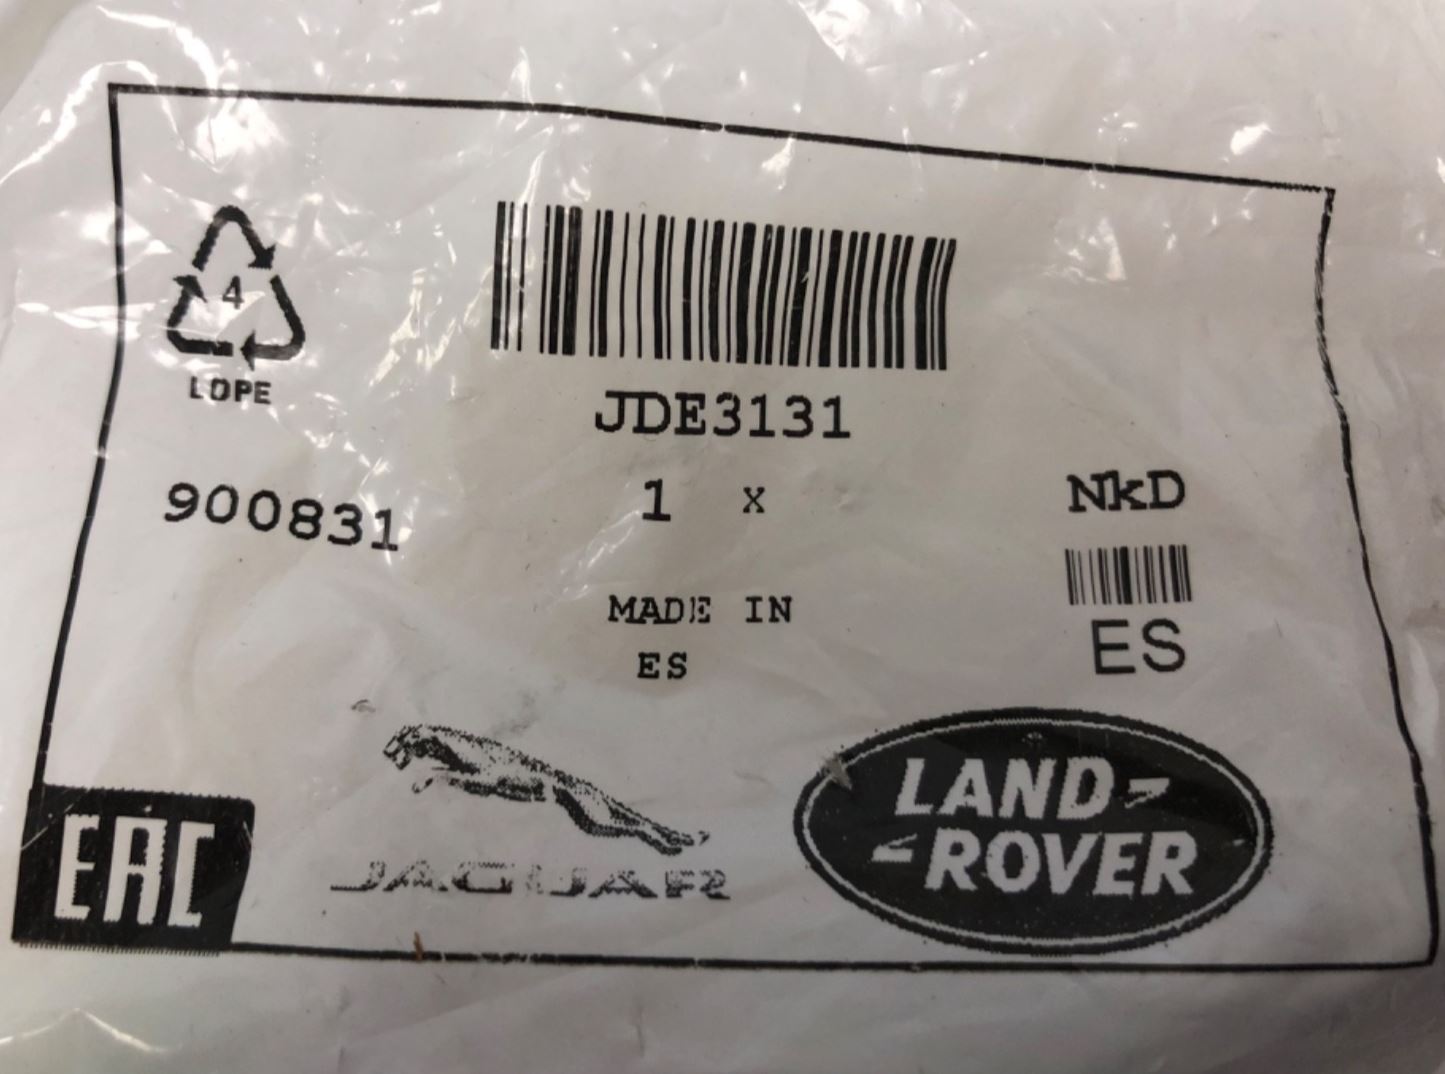 4
LDPE
JDE3131
900831
1 x
NkD
MADE IN
ES
ES
EAC
JAGUAR
LAND-
-ROVER